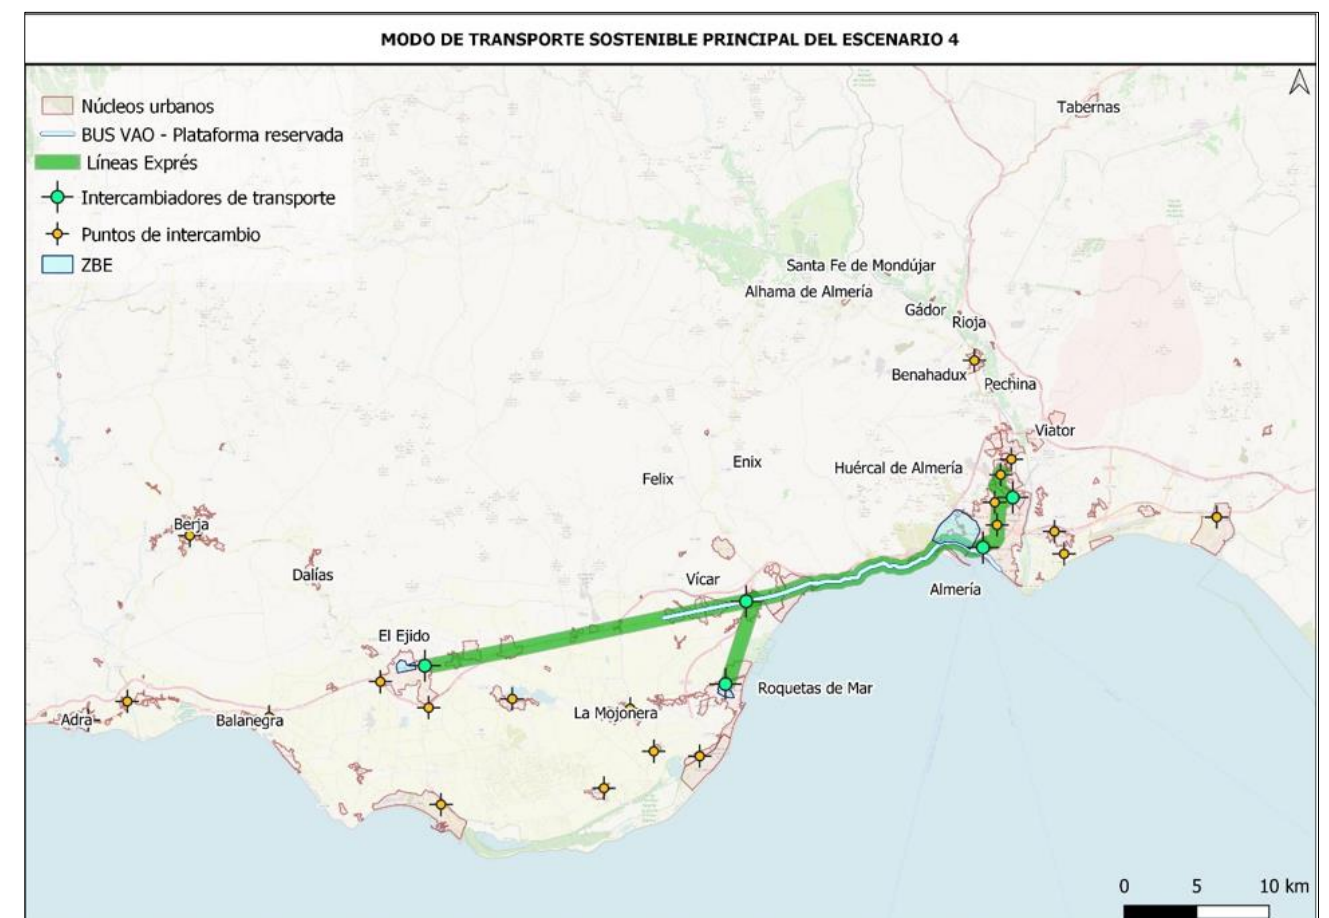 MODO DE TRANSPORTE SOSTENIBLE PRINCIPAL DEL ESCENARIO 4
Núcleos urbanos
BUS VAO - Plataforma reservada
Líneas Exprés
Intercambiadores de transporte
Puntos de intercambio
ZBE
Tabernas
Santa Fe de Mondújar
Alhama de Almería
Gádor
Rioja
Benahadux
Pechina
Viator
Huércal de Almería
Enix
Felix
Berja
Dalías
Vícar
Almería
El Ejido
Roquetas de Mar
La Mojonera
Adra
Balanegra
0 5 10 km